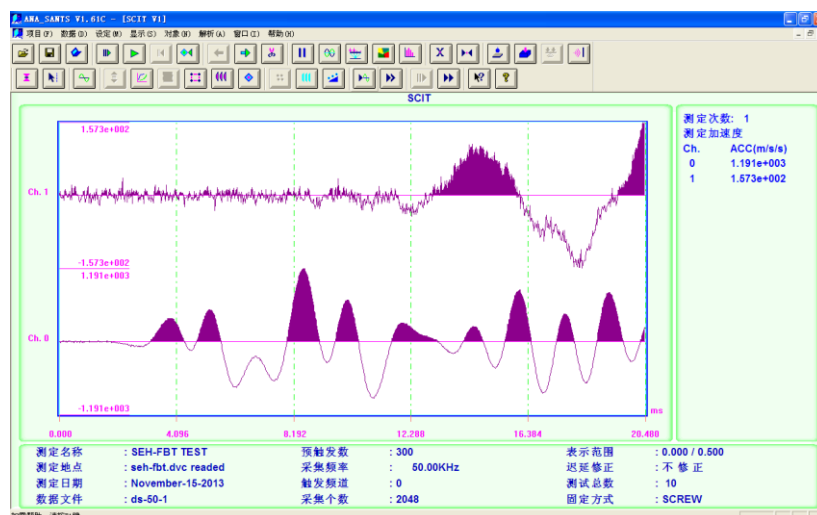 ANA_SANTS V1.61C - [SCIT V1]
项目(F) 数据(D) 设定(M) 显示(S) 对象(H) 解析(A) 窗口(I) 帮助(H)
SCIT
1.573e+002
Ch. 1
-1.573e+002
1.191e+003
Ch. 0
-1.191e+003
ms
0.000 4.096 8.192 12.288 16.384 20.480
测定次数: 1
测定加速度
Ch. ACC(m/s/s)
0 1.191e+003
1 1.573e+002
测定名称 : SEH-FBT TEST 预触发数 : 300 表示范围 : 0.000 / 0.500
测定地点 : seh-fbt.dvc readed 采集频率 : 50.00KHz 迟延修正 : 不修正
测定日期 : November-15-2013 触发频道 : 0 测试总数 : 10
数据文件 : ds-50-1 采集个数 : 2048 固定方式 : SCREW